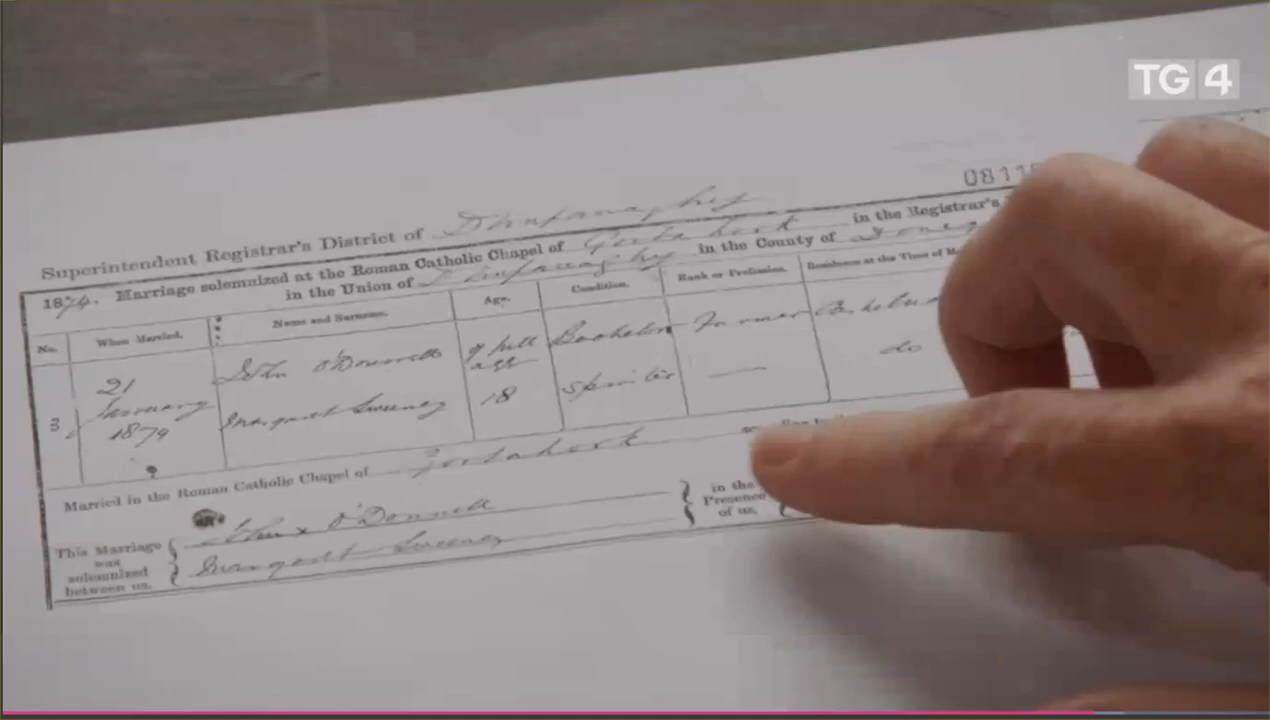 TG4
0811
Superintendent Registrar's District of Dunfanaghy
1879. Marriage solemnized at the Roman Catholic Chapel of Gortahork in the Registrar's
in the Union of Dunfanaghy in the County of
No. When Married. Name and Surname. Age. Condition. Rank or Profession. Residence at the Time of
3 21 January 1879 John O'Donnell of full age Bachelor Farmer
Margaret Sweeney 18 Spinster — do
Married in the Roman Catholic Chapel of Gortahork
This Marriage was solemnized between us,
John x O'Donnell
Margaret Sweeney
in the Presence of us,